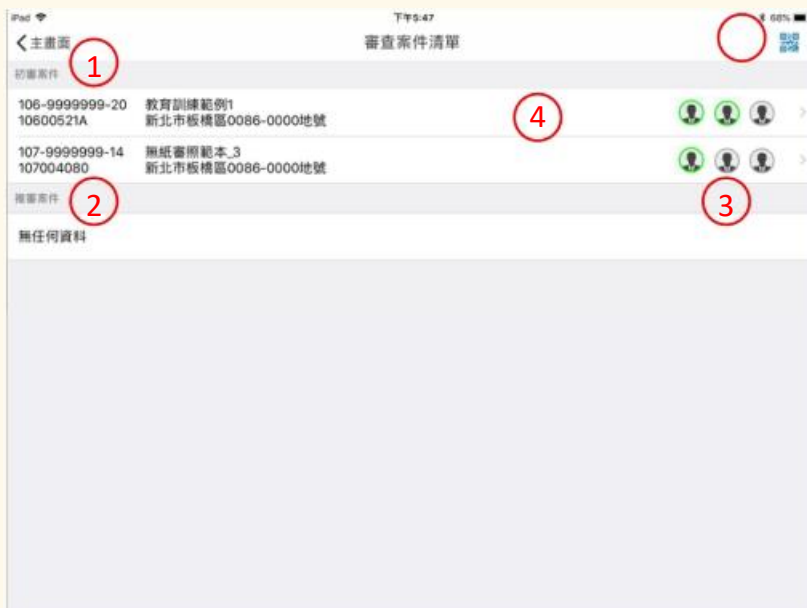 iPad 下午5:47 68%
主畫面 審查案件清單
1
初審案件
106-9999999-20 教育訓練範例1
10600521A 新北市板橋區0086-0000地號
4
107-9999999-14 無紙審照範本_3
107004080 新北市板橋區0086-0000地號
複審案件
2
3
無任何資料